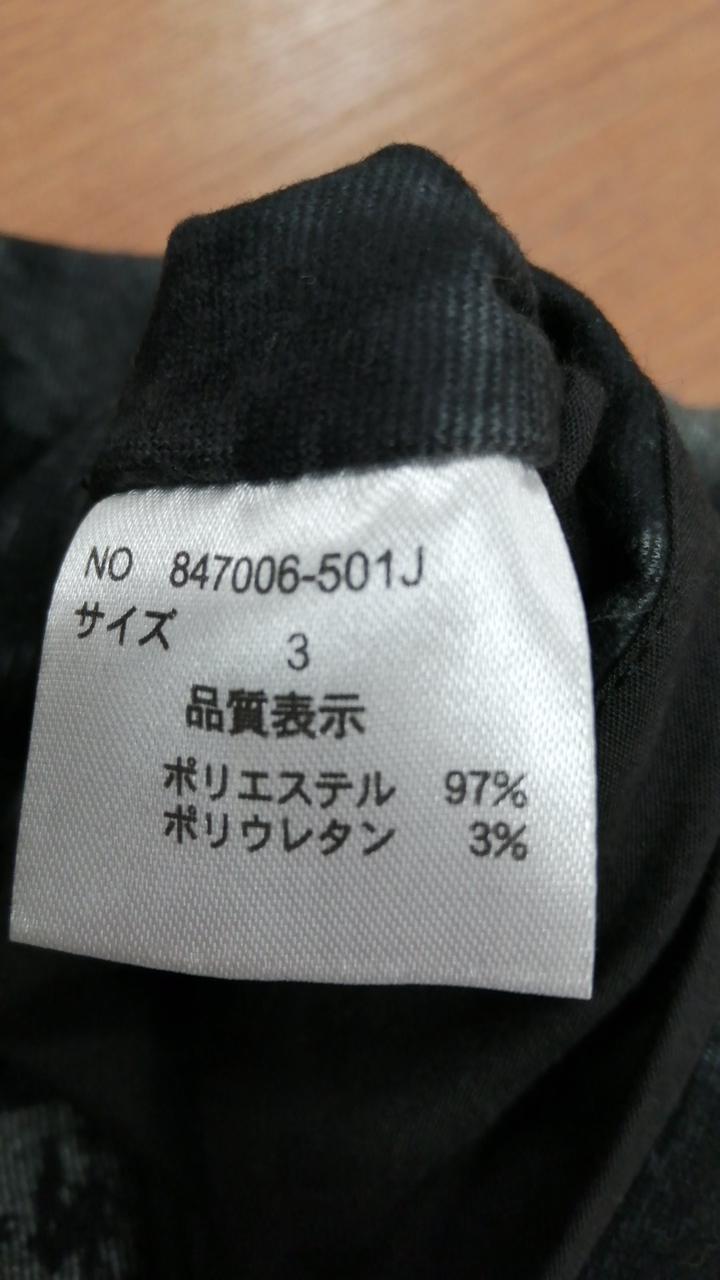 NO 847006-501J
サイズ 3
品質表示
ポリエステル 97%
ポリウレタン 3%